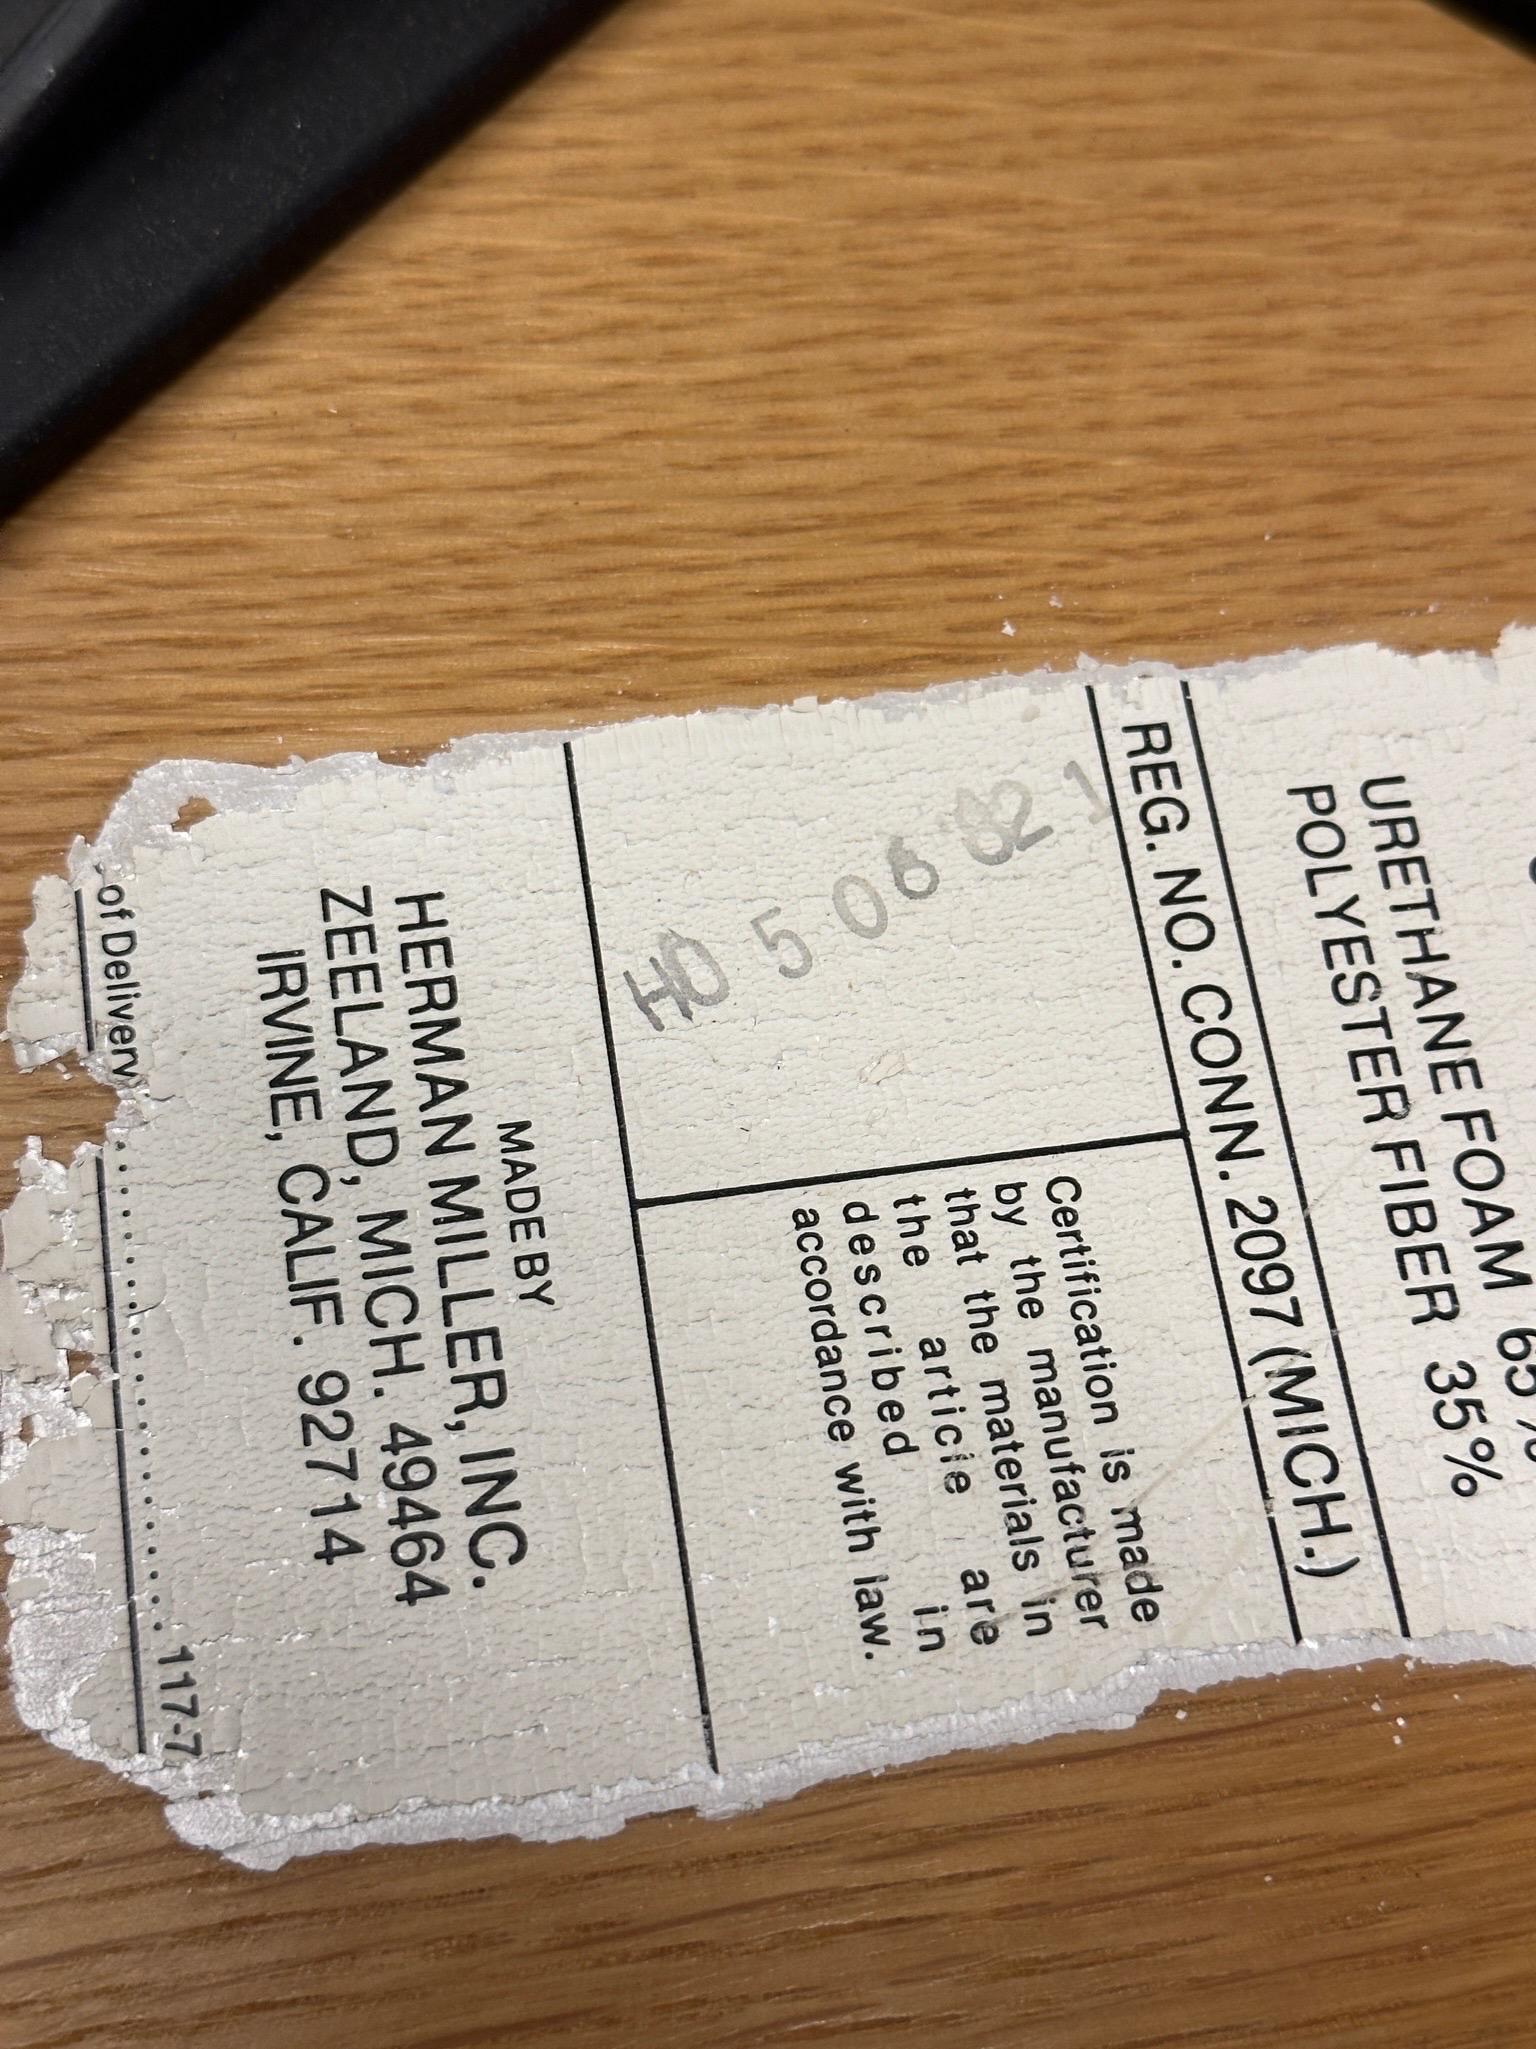 URETHANE FOAM 65%
POLYESTER FIBER 35%
REG. NO. CONN. 2097 (MICH.)
Certification is made
by the manufacturer
that the materials in
the article are
described in
accordance with law.
MADE BY
HERMAN MILLER, INC.
ZEELAND, MICH. 49464
IRVINE, CALIF. 92714
of Delivery.................. 117-7